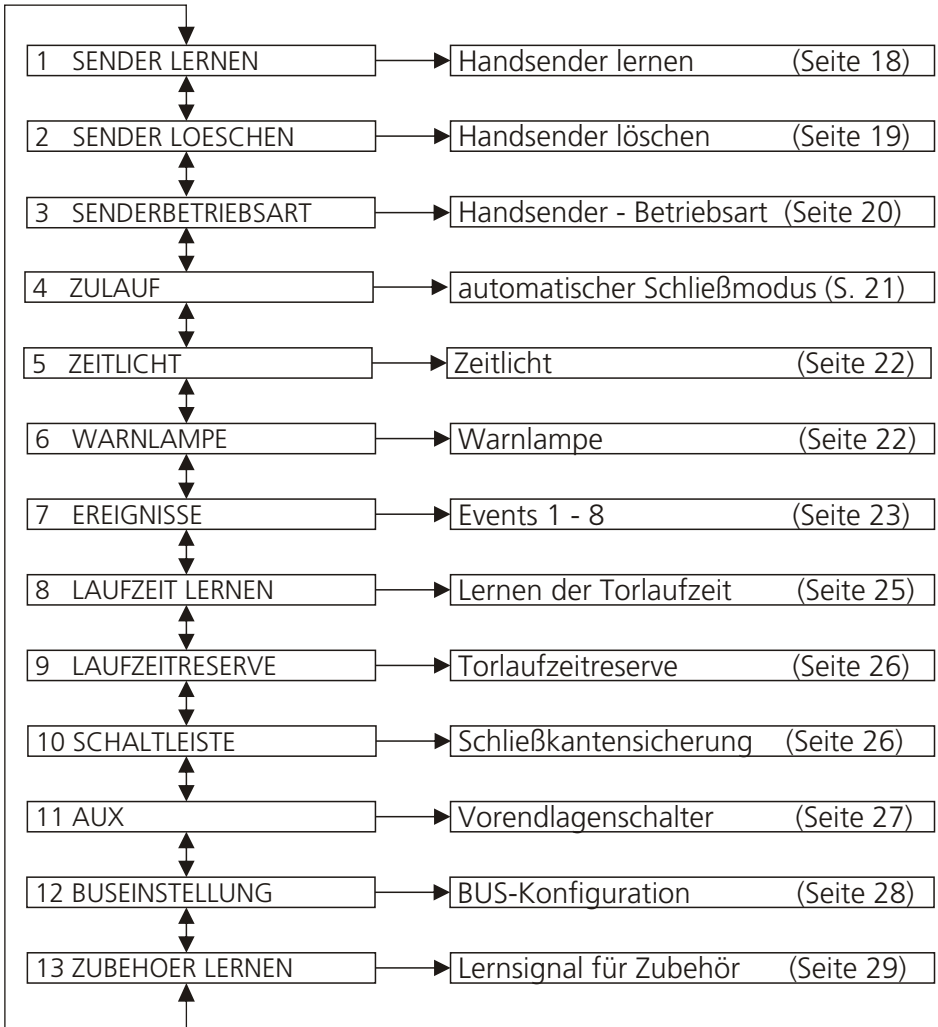 1 SENDER LERNEN Handsender lernen (Seite 18)
2 SENDER LOESCHEN Handsender löschen (Seite 19)
3 SENDERBETRIEBSART Handsender - Betriebsart (Seite 20)
4 ZULAUF automatischer Schließmodus (S. 21)
5 ZEITLICHT Zeitlicht (Seite 22)
6 WARNLAMPE Warnlampe (Seite 22)
7 EREIGNISSE Events 1 - 8 (Seite 23)
8 LAUFZEIT LERNEN Lernen der Torlaufzeit (Seite 25)
9 LAUFZEITRESERVE Torlaufzeitreserve (Seite 26)
10 SCHALTLEISTE Schließkantensicherung (Seite 26)
11 AUX Vorendlagenschalter (Seite 27)
12 BUSEINSTELLUNG BUS-Konfiguration (Seite 28)
13 ZUBEHOER LERNEN Lernsignal für Zubehör (Seite 29)